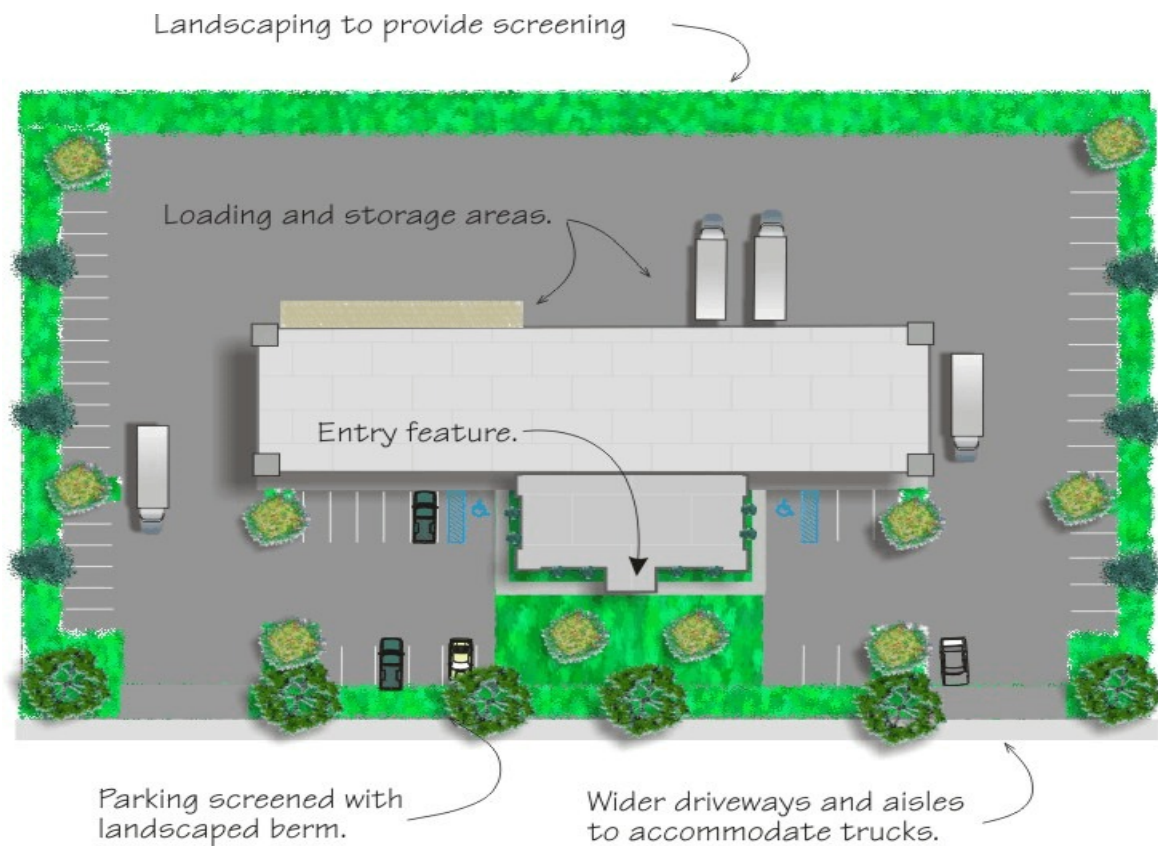 Landscaping to provide screening
Loading and storage areas.
Entry feature.
Parking screened with
landscaped berm.
Wider driveways and aisles
to accommodate trucks.